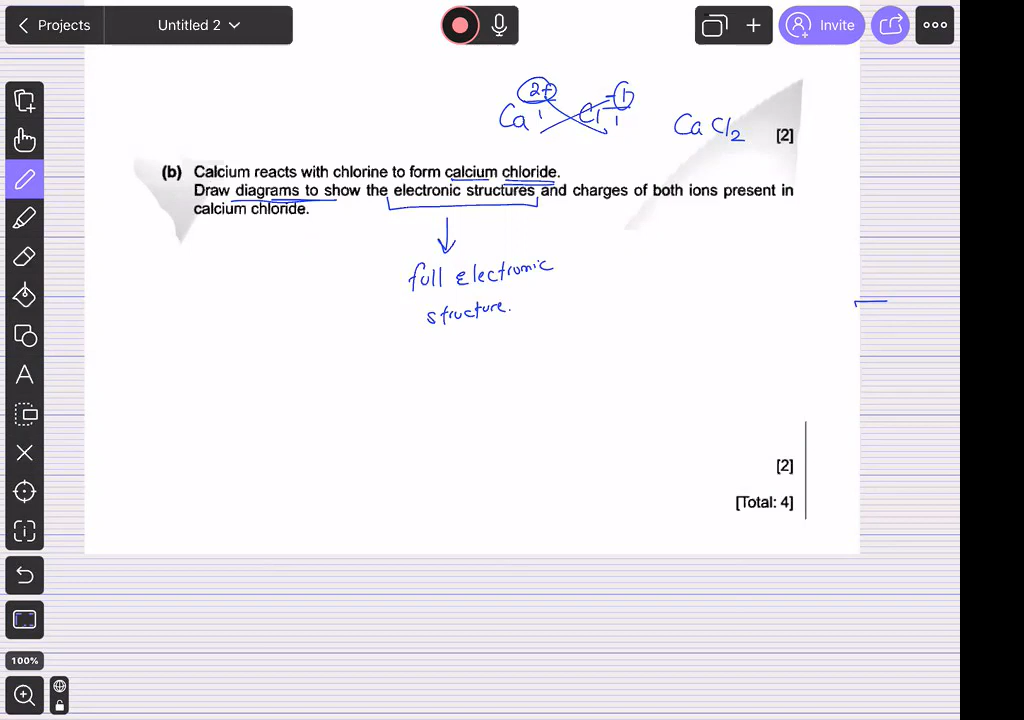 Projects
Untitled 2
Invite
2+ -1
Ca Cl CaCl2 [2]
(b) Calcium reacts with chlorine to form calcium chloride.
Draw diagrams to show the electronic structures and charges of both ions present in
calcium chloride.
full electronic
structure.
[2]
[Total: 4]
100%